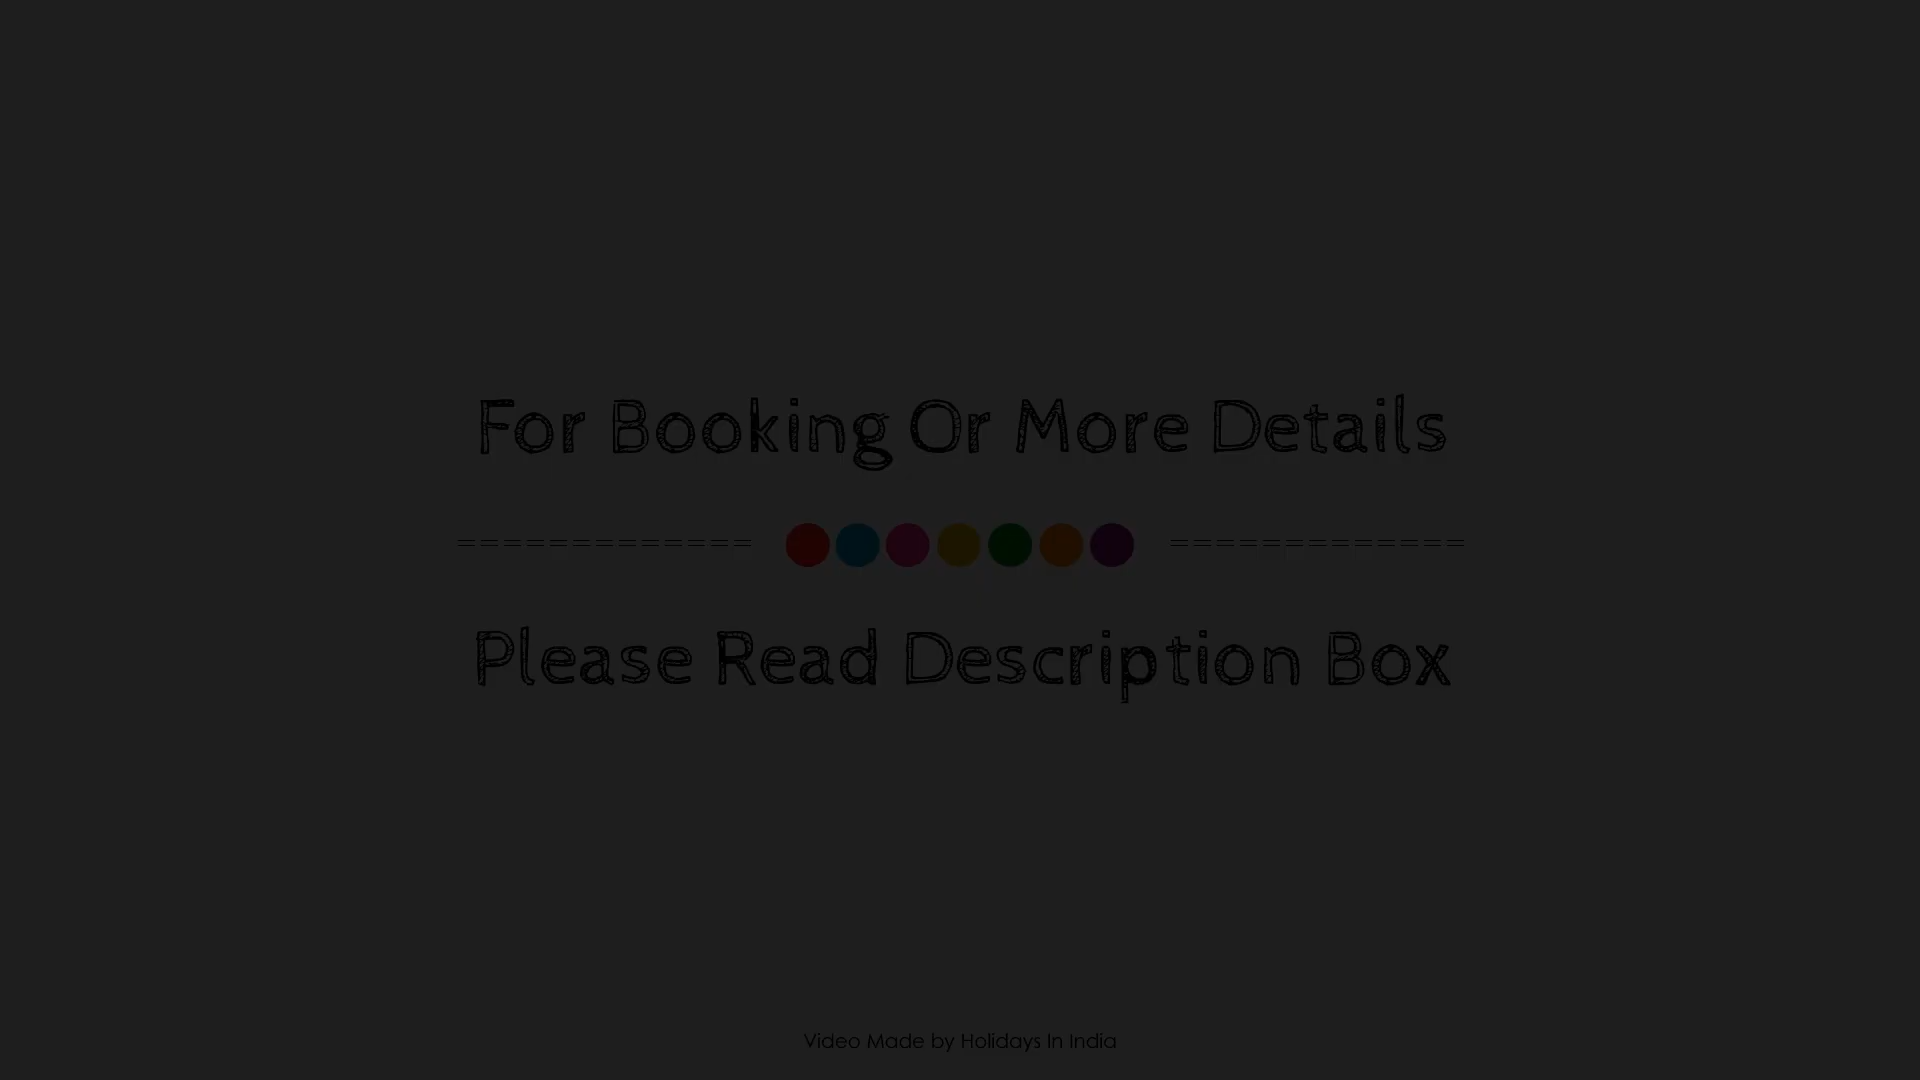 For Booking Or More Details
============= =============
Please Read Description Box
Video Made by Holidays In India